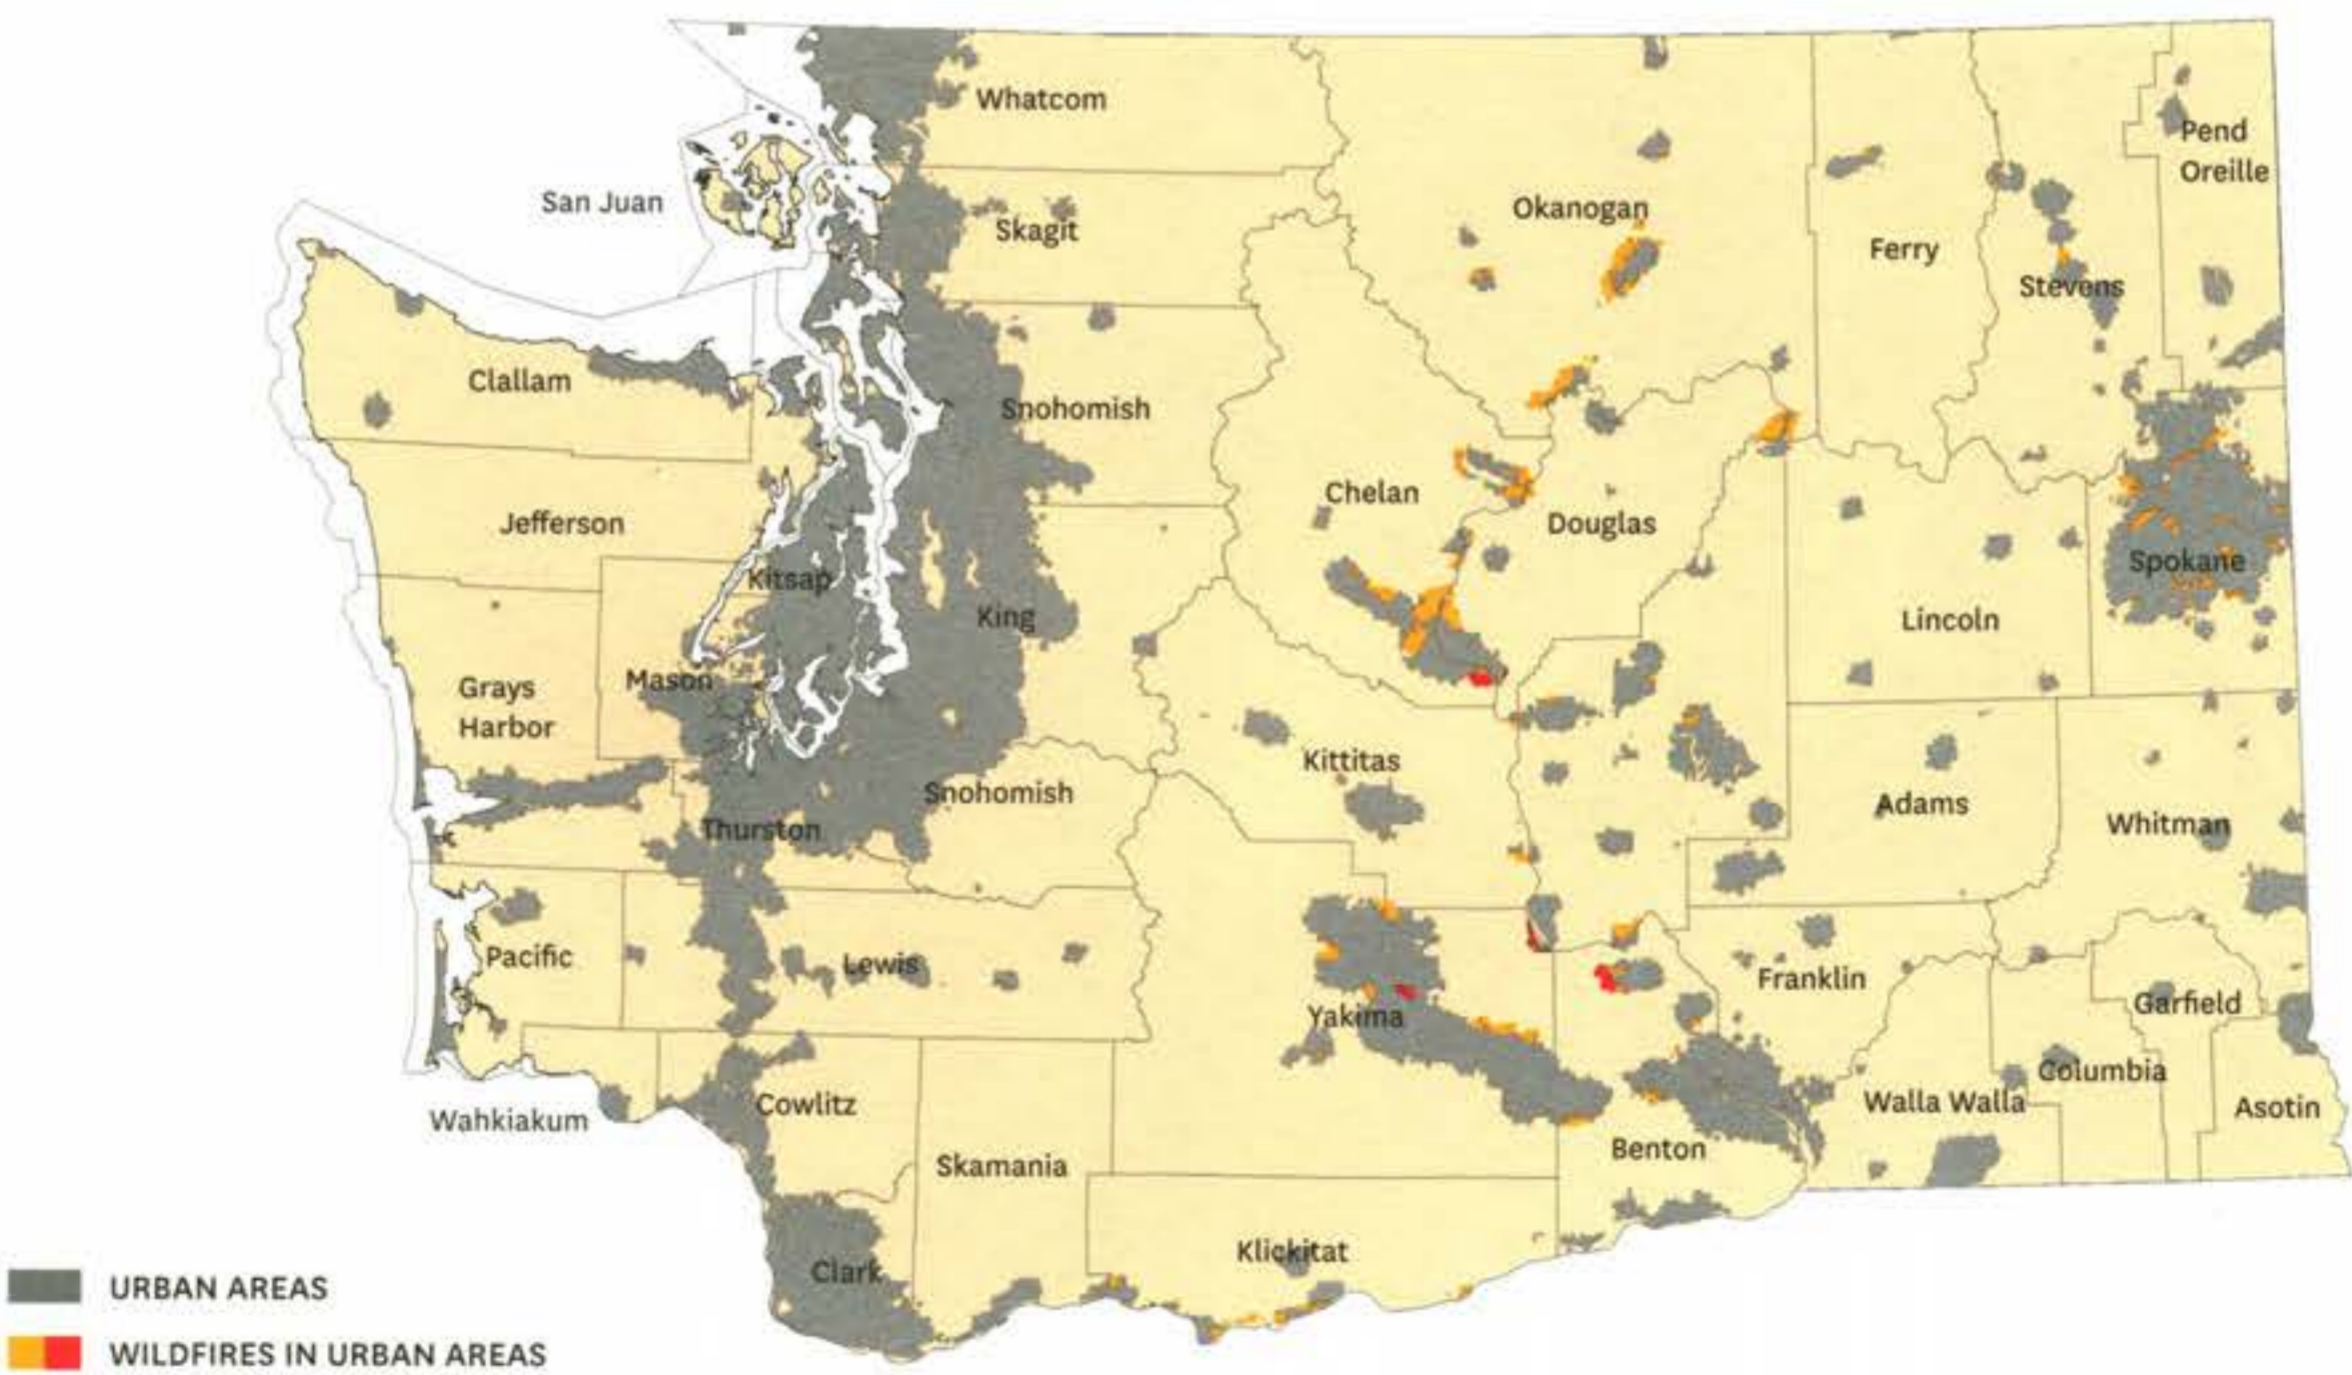 Whatcom
Pend
Oreille
San Juan
Okanogan
Skagit
Ferry
Stevens
Clallam
Snohomish
Chelan
Jefferson
Douglas
Kitsap
Spokane
King
Lincoln
Mason
Grays
Harbor
Kittitas
Snohomish
Adams
Thurston
Whitman
Pacific
Lewis
Franklin
Garfield
Yakima
Columbia
Cowlitz
Walla Walla
Asotin
Wahkiakum
Benton
Skamania
Klickitat
Clark
URBAN AREAS
WILDFIRES IN URBAN AREAS